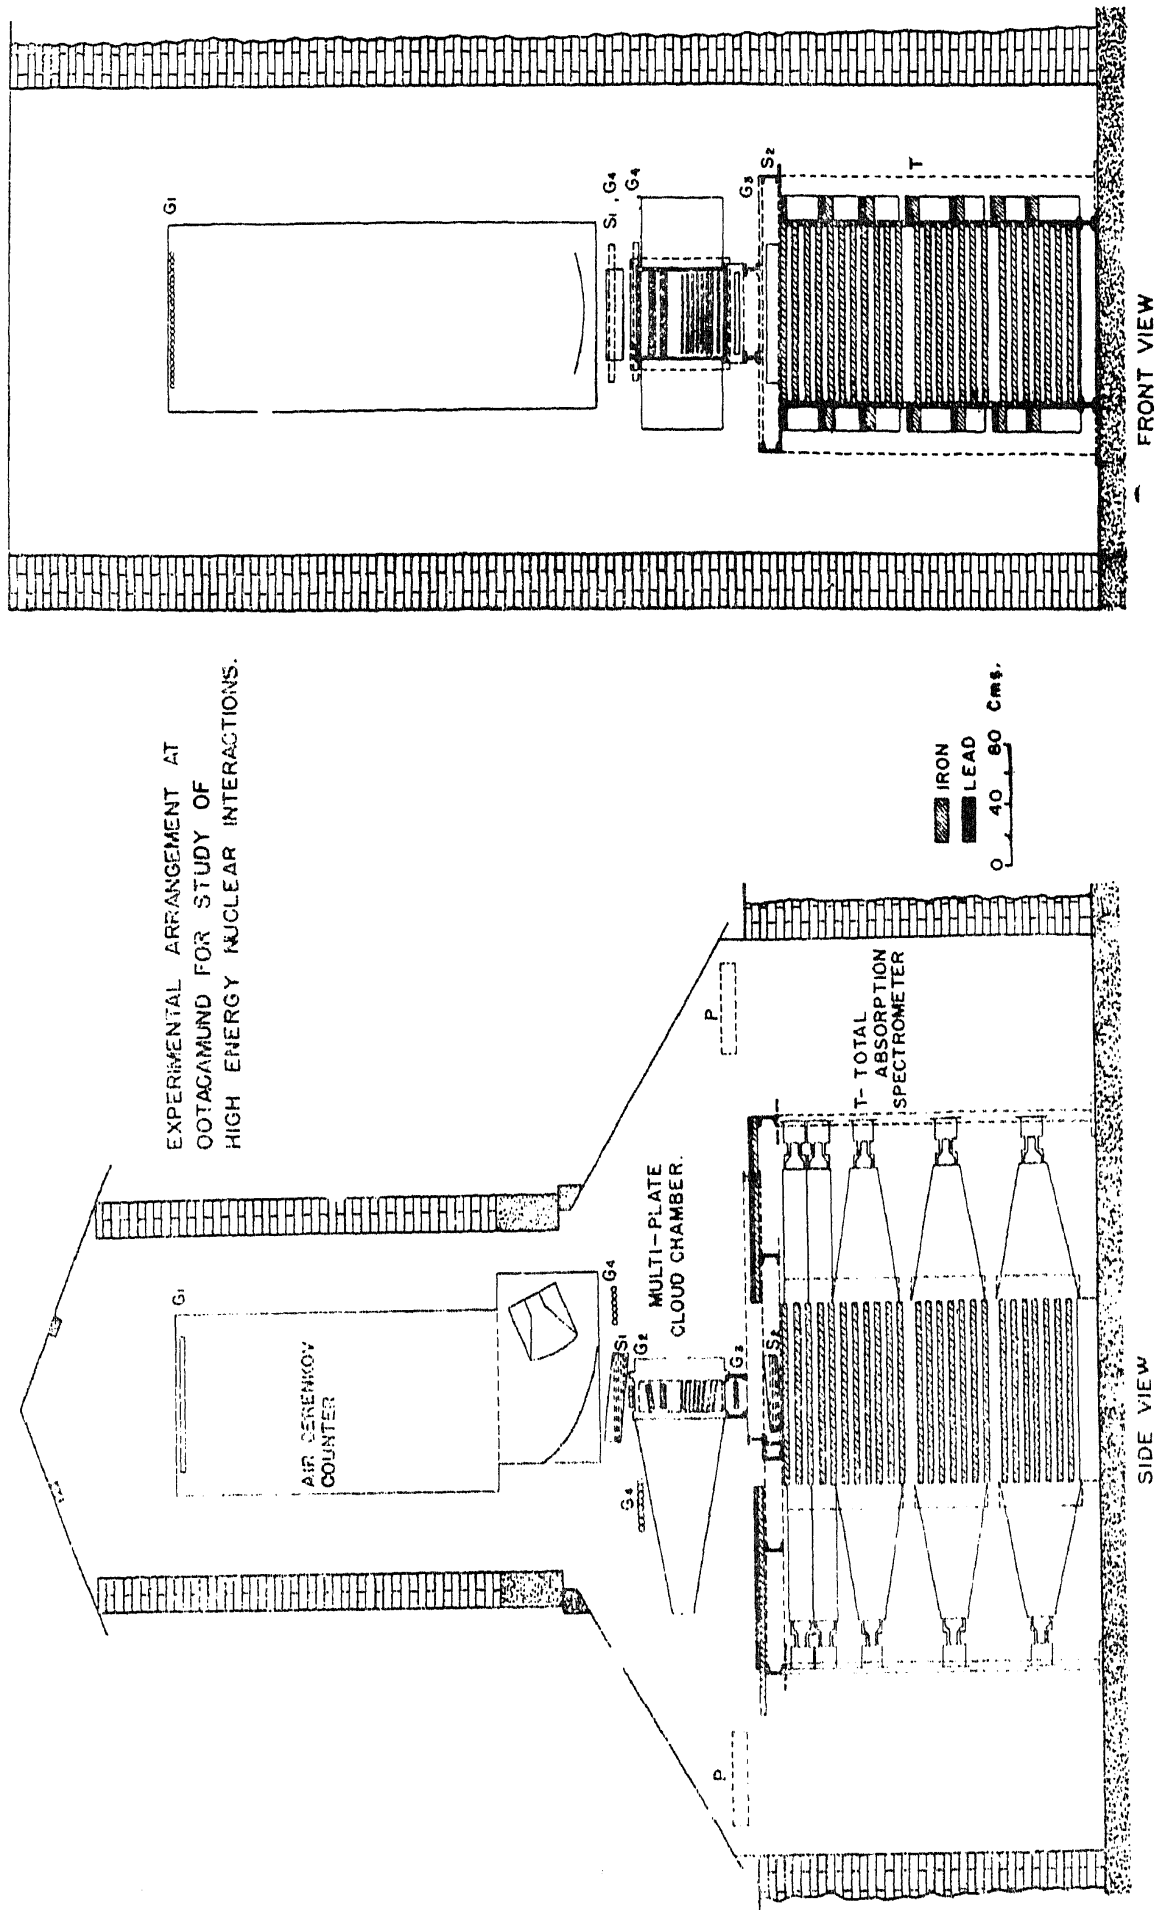 EXPERIMENTAL ARRANGEMENT AT
OOTACAMUND FOR STUDY OF
HIGH ENERGY NUCLEAR INTERACTIONS.
G1
AIR CERENKOV
COUNTER
G4
S1
G2
G4
MULTI-PLATE
CLOUD CHAMBER.
G3
S2
P
P
T- TOTAL
ABSORPTION
SPECTROMETER
SIDE VIEW
IRON
LEAD
0 40 80 Cms.
G1
S1, G4
G4
G3
S2
T
FRONT VIEW